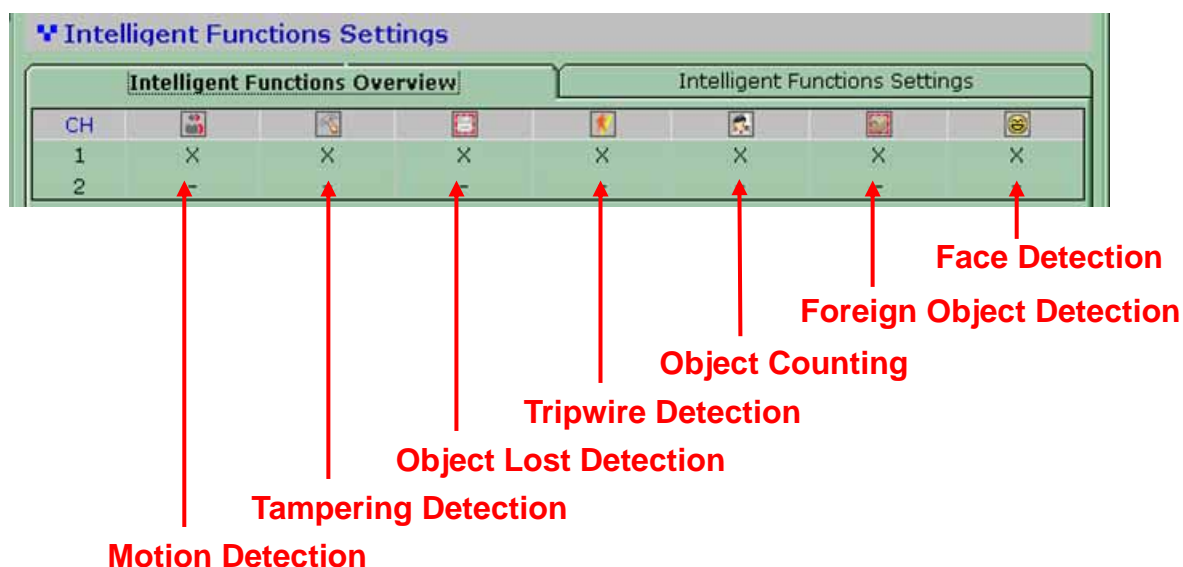 Intelligent Functions Settings
Intelligent Functions Overview Intelligent Functions Settings
CH
1 X X X X X X X
2 - - - - - - -
Face Detection
Foreign Object Detection
Object Counting
Tripwire Detection
Object Lost Detection
Tampering Detection
Motion Detection